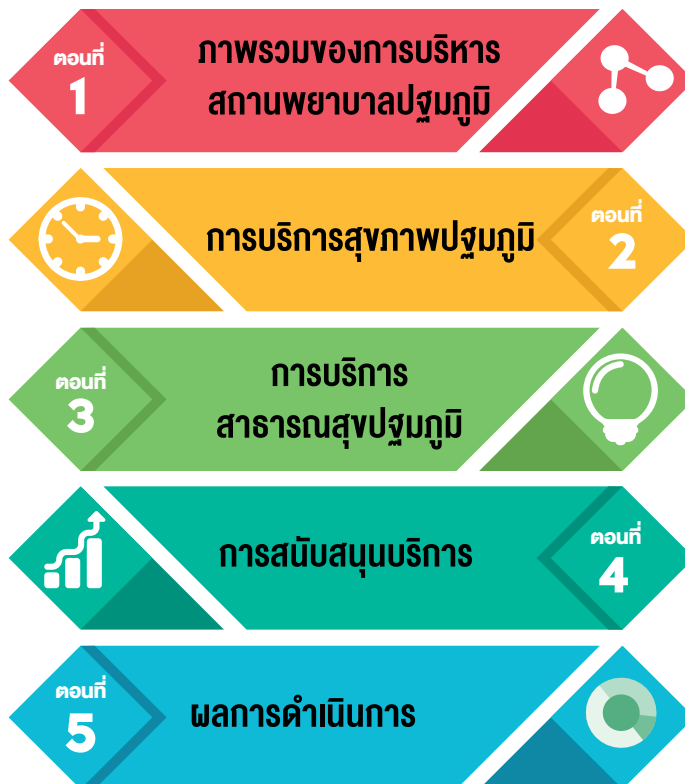 ตอนที่
1
ภาพรวมของการบริหาร
สถานพยาบาลปฐมภูมิ
การบริการสุขภาพปฐมภูมิ
ตอนที่
2
ตอนที่
3
การบริการ
สาธารณสุขปฐมภูมิ
การสนับสนุนบริการ
ตอนที่
4
ตอนที่
5
ผลการดำเนินการ